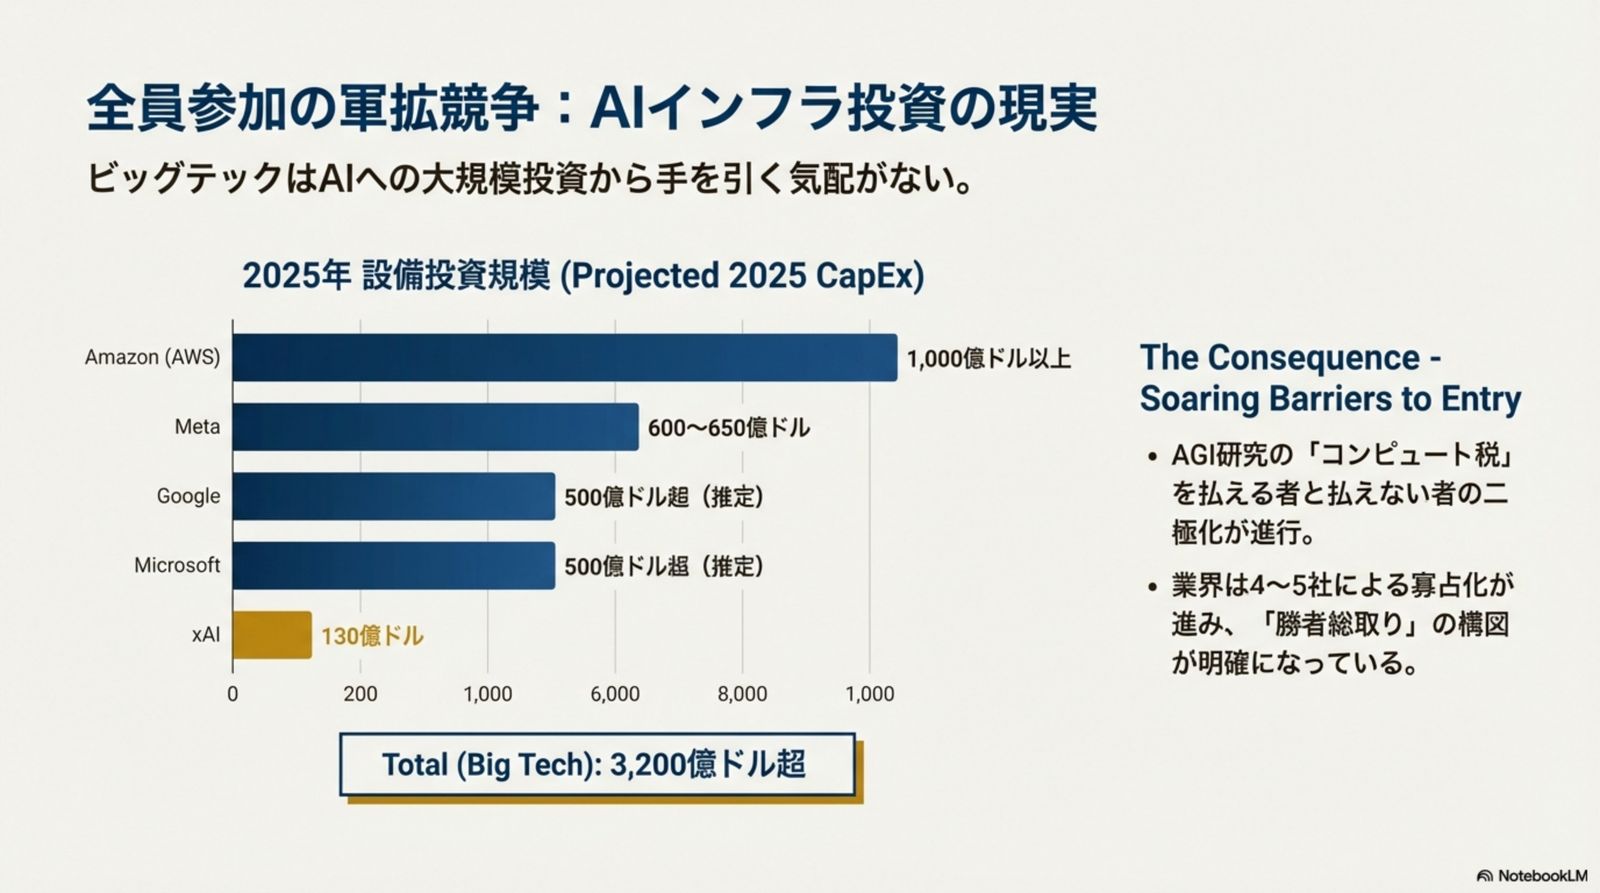 全員参加の軍拡競争：AIインフラ投資の現実
ビッグテックはAIへの大規模投資から手を引く気配がない。
2025年 設備投資規模 (Projected 2025 CapEx)
Amazon (AWS)
1,000億ドル以上
Meta
600〜650億ドル
Google
500億ドル超（推定）
Microsoft
500億ドル超（推定）
xAI
130億ドル
0
200
1,000
6,000
8,000
1,000
Total (Big Tech): 3,200億ドル超
The Consequence -
Soaring Barriers to Entry
• AGI研究の「コンピュート税」
を払える者と払えない者の二
極化が進行。
• 業界は4〜5社による寡占化が
進み、「勝者総取り」の構図
が明確になっている。
NotebookLM